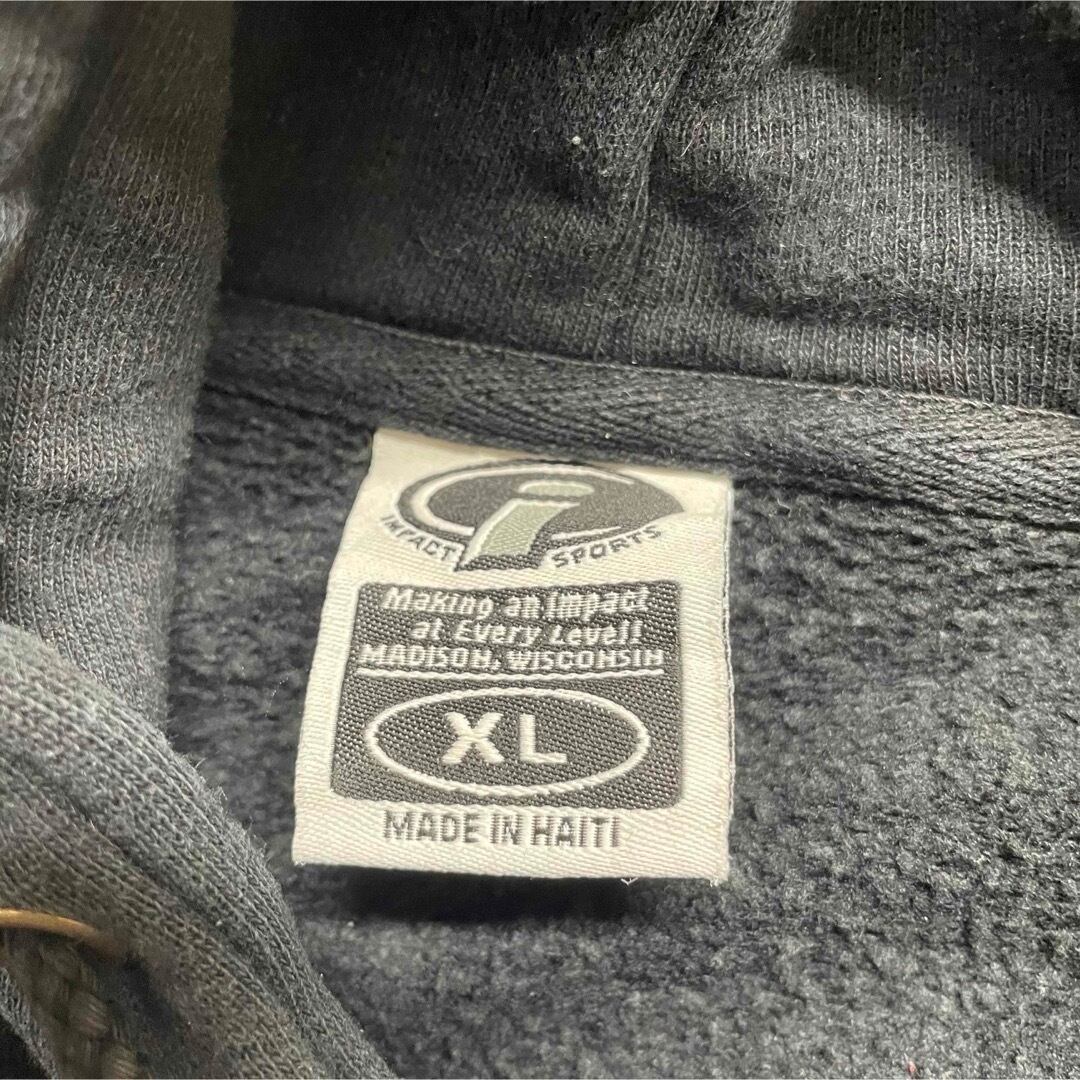 IMPACT SPORTS
Making an Impact
at Every Level!
MADISON, WISCONSIN
XL
MADE IN HAITI